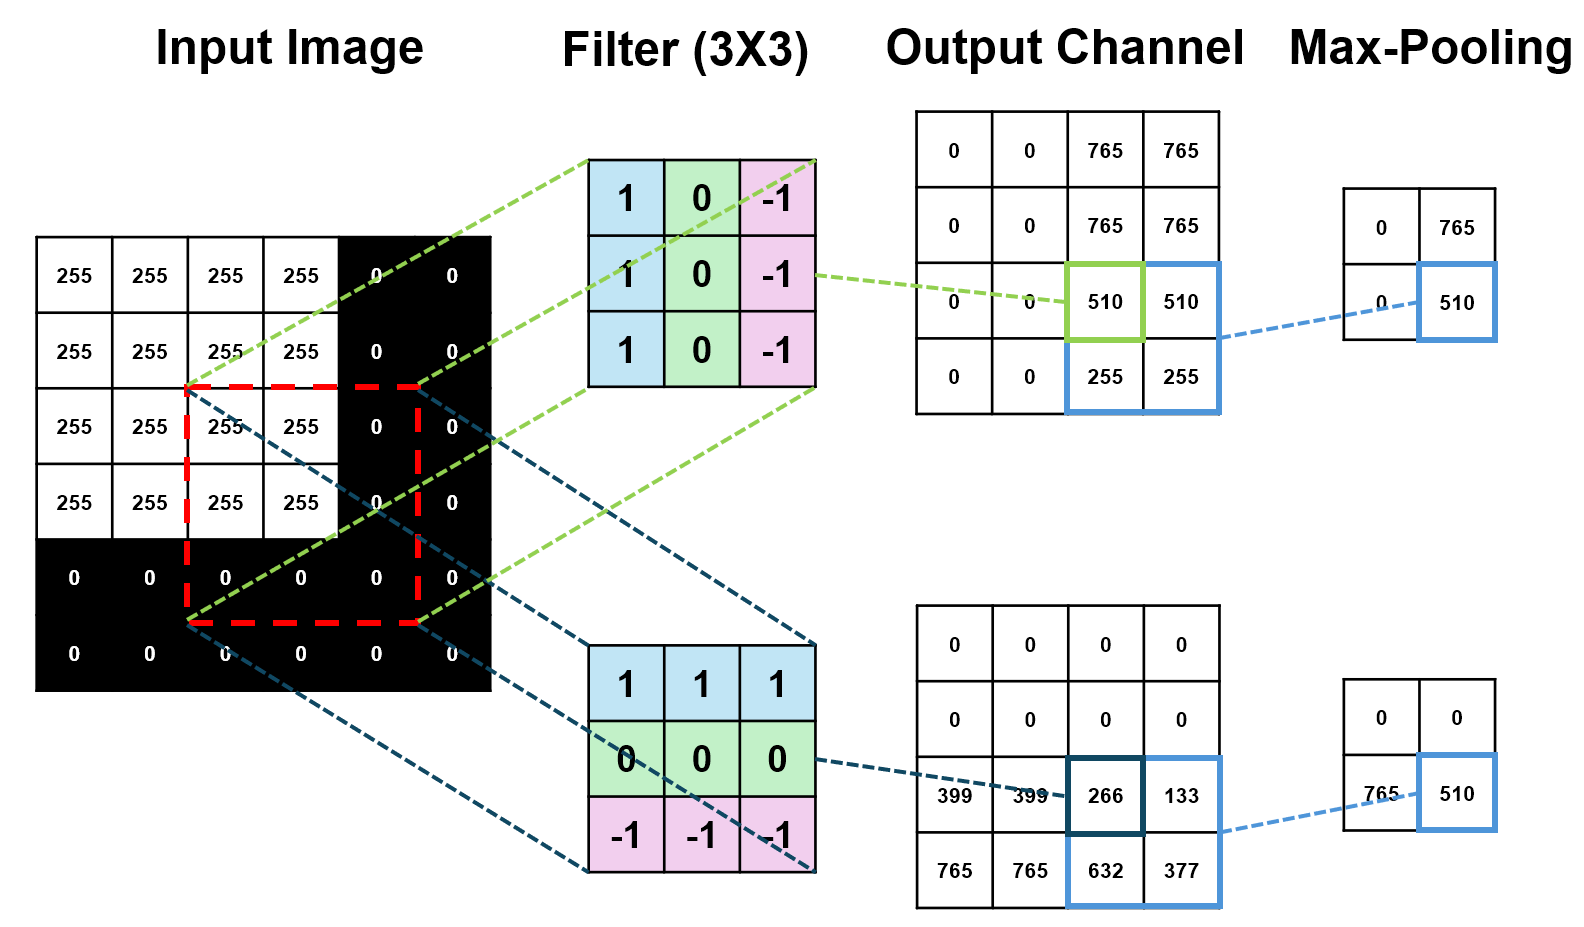 Input Image Filter (3X3) Output Channel Max-Pooling
255 255 255 255 0 0
255 255 255 255 0 0
255 255 255 255 0 0
255 255 255 255 0 0
0 0 0 0 0 0
0 0 0 0 0 0
1 0 -1
1 0 -1
1 0 -1
0 0 765 765
0 0 765 765
0 0 510 510
0 0 255 255
0 765
0 510
1 1 1
0 0 0
-1 -1 -1
0 0 0 0
0 0 0 0
399 399 266 133
765 765 632 377
0 0
765 510